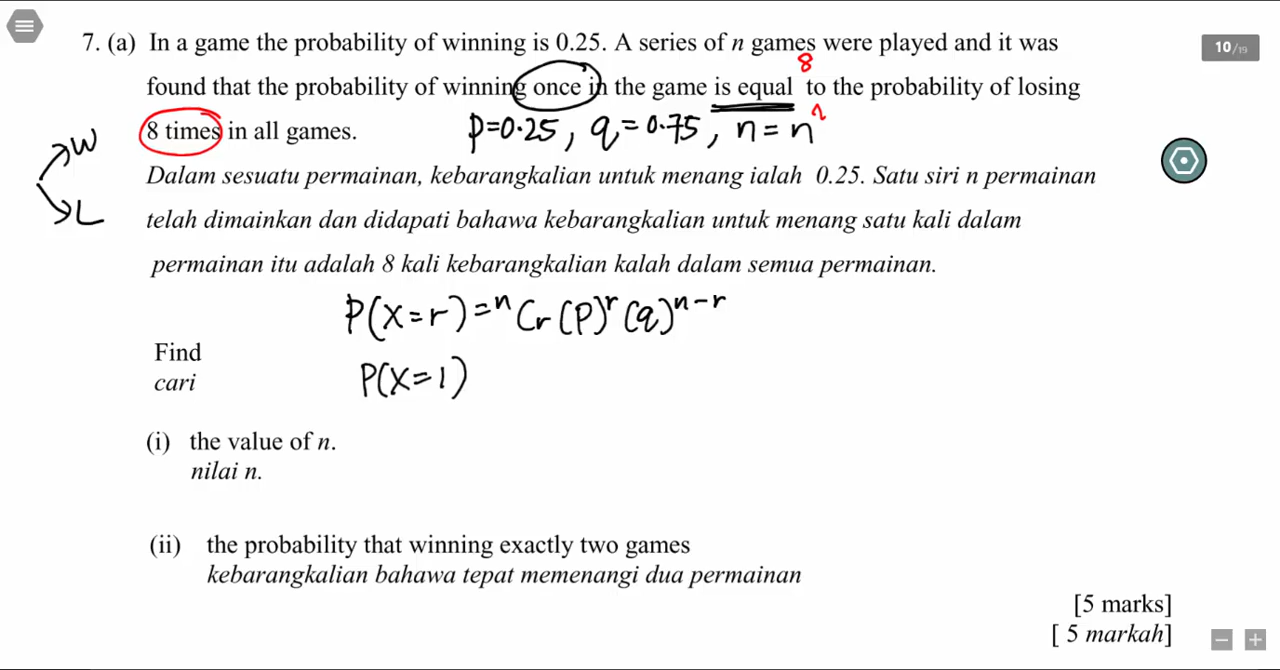 10/19
7. (a) In a game the probability of winning is 0.25. A series of n games were played and it was
8
found that the probability of winning once in the game is equal to the probability of losing
8 times in all games.
p=0.25, q=0.75, n=n
W
L
Dalam sesuatu permainan, kebarangkalian untuk menang ialah 0.25. Satu siri n permainan
telah dimainkan dan didapati bahawa kebarangkalian untuk menang satu kali dalam
permainan itu adalah 8 kali kebarangkalian kalah dalam semua permainan.
P(X=r)=ⁿCr(p)^r(q)^n-r
Find
cari
P(X=1)
(i) the value of n.
nilai n.
(ii) the probability that winning exactly two games
kebarangkalian bahawa tepat memenangi dua permainan
[5 marks]
[ 5 markah]